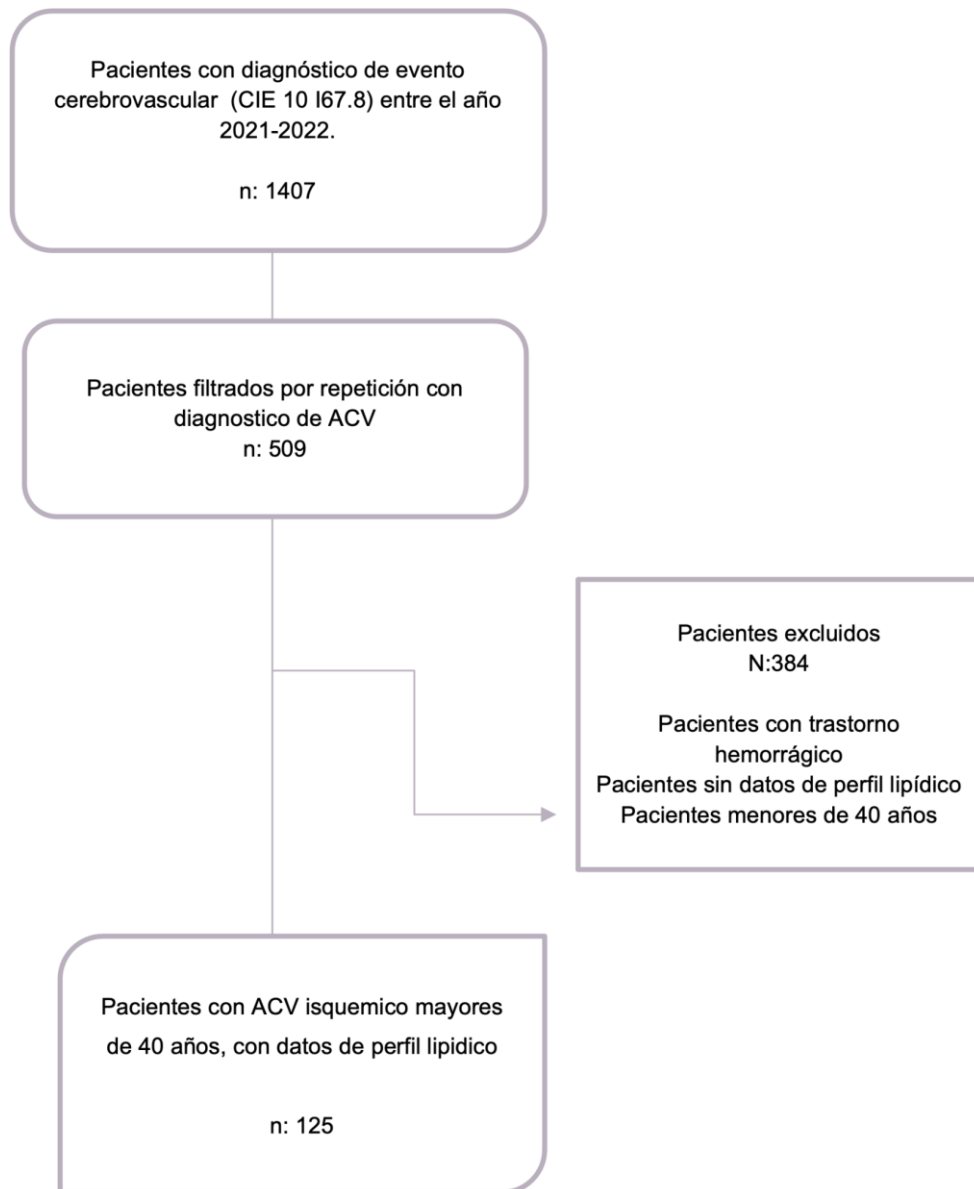 Pacientes con diagnóstico de evento
cerebrovascular (CIE 10 I67.8) entre el año
2021-2022.
n: 1407
Pacientes filtrados por repetición con
diagnostico de ACV
n: 509
Pacientes excluidos
N:384
Pacientes con trastorno
hemorrágico
Pacientes sin datos de perfil lipídico
Pacientes menores de 40 años
Pacientes con ACV isquemico mayores
de 40 años, con datos de perfil lipidico
n: 125